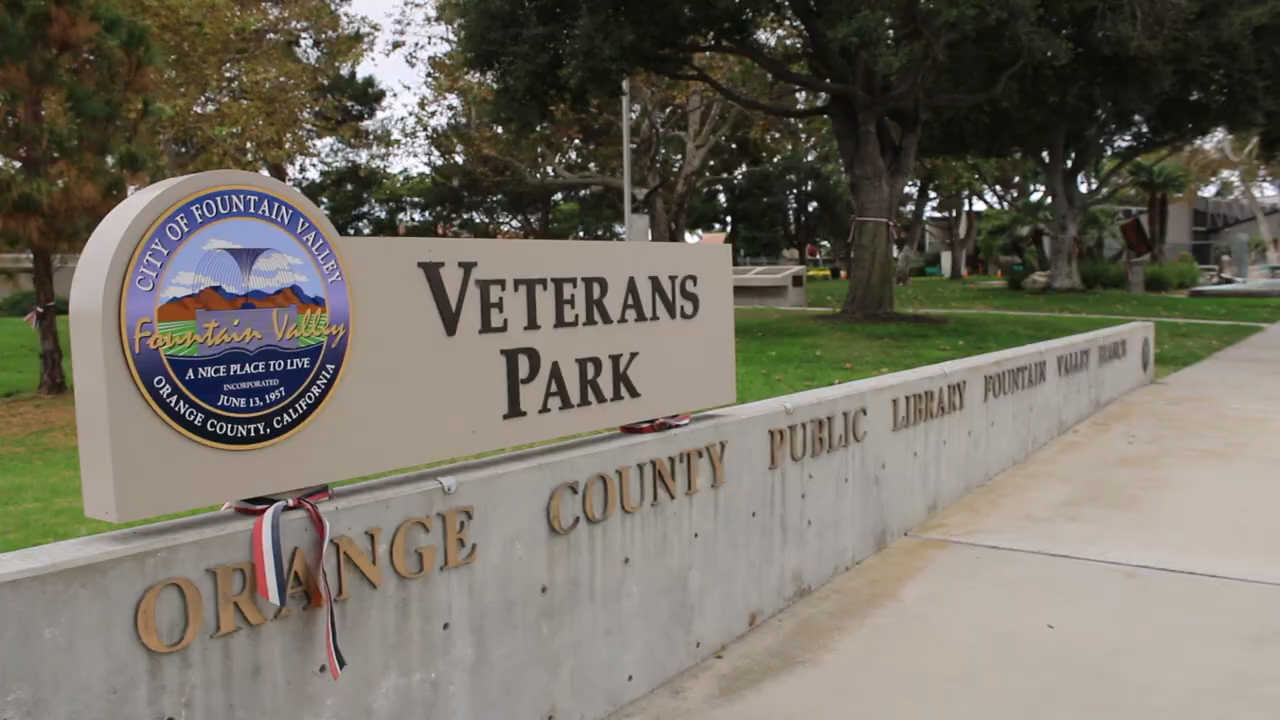 CITY OF FOUNTAIN VALLEY
Fountain Valley
A NICE PLACE TO LIVE
INCORPORATED
JUNE 13, 1957
ORANGE COUNTY, CALIFORNIA
VETERANS
PARK
ORANGE COUNTY PUBLIC LIBRARY FOUNTAIN VALLEY BRANCH